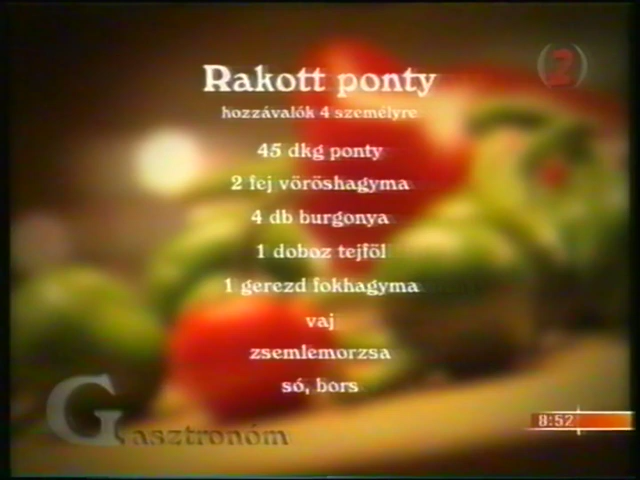 Rakott ponty
hozzávalók 4 személyre
45 dkg ponty
2 fej vöröshagyma
4 db burgonya
1 doboz tejföl
1 gerezd fokhagyma
vaj
zsemlemorzsa
só, bors
Gasztronóm
8:52
2